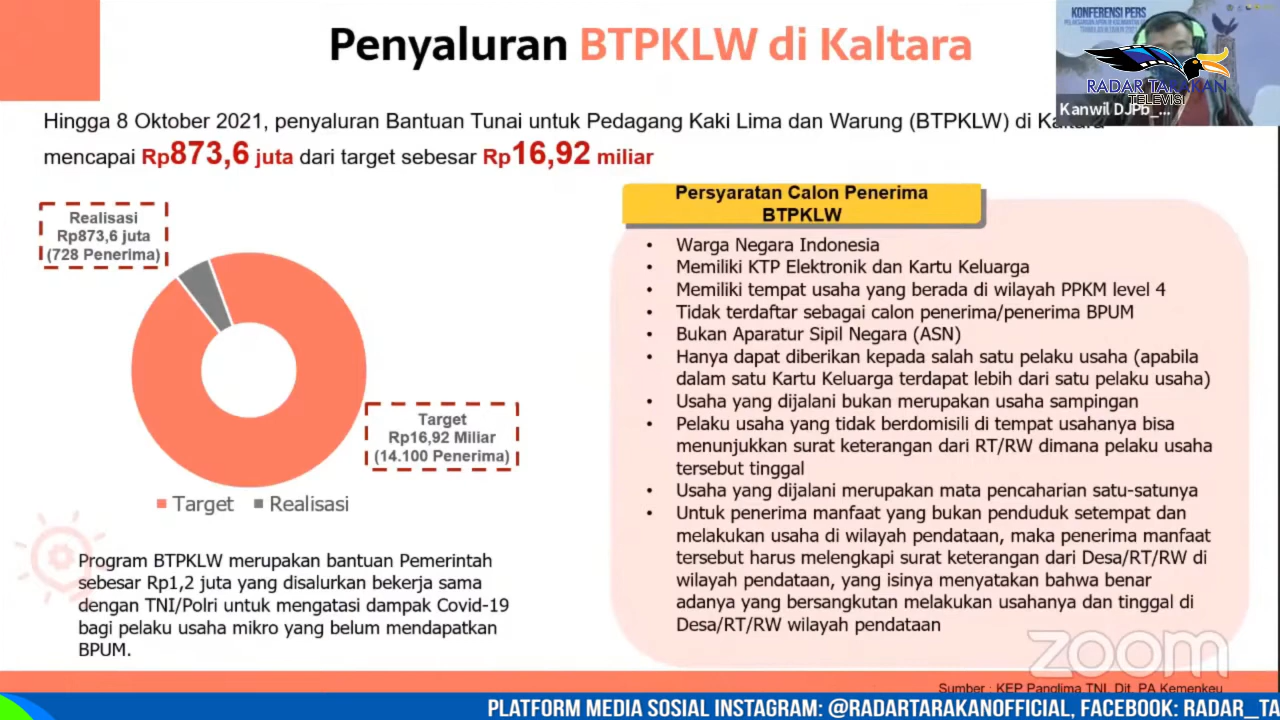 Penyaluran BTPKLW di Kaltara
KONFERENSI PERS
RADAR TARAKAN
TELEVISI
Kanwil DJPb_...
Hingga 8 Oktober 2021, penyaluran Bantuan Tunai untuk Pedagang Kaki Lima dan Warung (BTPKLW) di Kaltara
mencapai Rp873,6 juta dari target sebesar Rp16,92 miliar
Realisasi
Rp873,6 juta
(728 Penerima)
Target
Rp16,92 Miliar
(14.100 Penerima)
Target Realisasi
Program BTPKLW merupakan bantuan Pemerintah
sebesar Rp1,2 juta yang disalurkan bekerja sama
dengan TNI/Polri untuk mengatasi dampak Covid-19
bagi pelaku usaha mikro yang belum mendapatkan
BPUM.
Persyaratan Calon Penerima
BTPKLW
• Warga Negara Indonesia
• Memiliki KTP Elektronik dan Kartu Keluarga
• Memiliki tempat usaha yang berada di wilayah PPKM level 4
• Tidak terdaftar sebagai calon penerima/penerima BPUM
• Bukan Aparatur Sipil Negara (ASN)
• Hanya dapat diberikan kepada salah satu pelaku usaha (apabila
dalam satu Kartu Keluarga terdapat lebih dari satu pelaku usaha)
• Usaha yang dijalani bukan merupakan usaha sampingan
• Pelaku usaha yang tidak berdomisili di tempat usahanya bisa
menunjukkan surat keterangan dari RT/RW dimana pelaku usaha
tersebut tinggal
• Usaha yang dijalani merupakan mata pencaharian satu-satunya
• Untuk penerima manfaat yang bukan penduduk setempat dan
melakukan usaha di wilayah pendataan, maka penerima manfaat
tersebut harus melengkapi surat keterangan dari Desa/RT/RW di
wilayah pendataan, yang isinya menyatakan bahwa benar
adanya yang bersangkutan melakukan usahanya dan tinggal di
Desa/RT/RW wilayah pendataan
zoom
Sumber : KEP Panglima TNI, Dit. PA Kemenkeu
PLATFORM MEDIA SOSIAL INSTAGRAM: @RADARTARAKANOFFICIAL, FACEBOOK: RADAR_TA